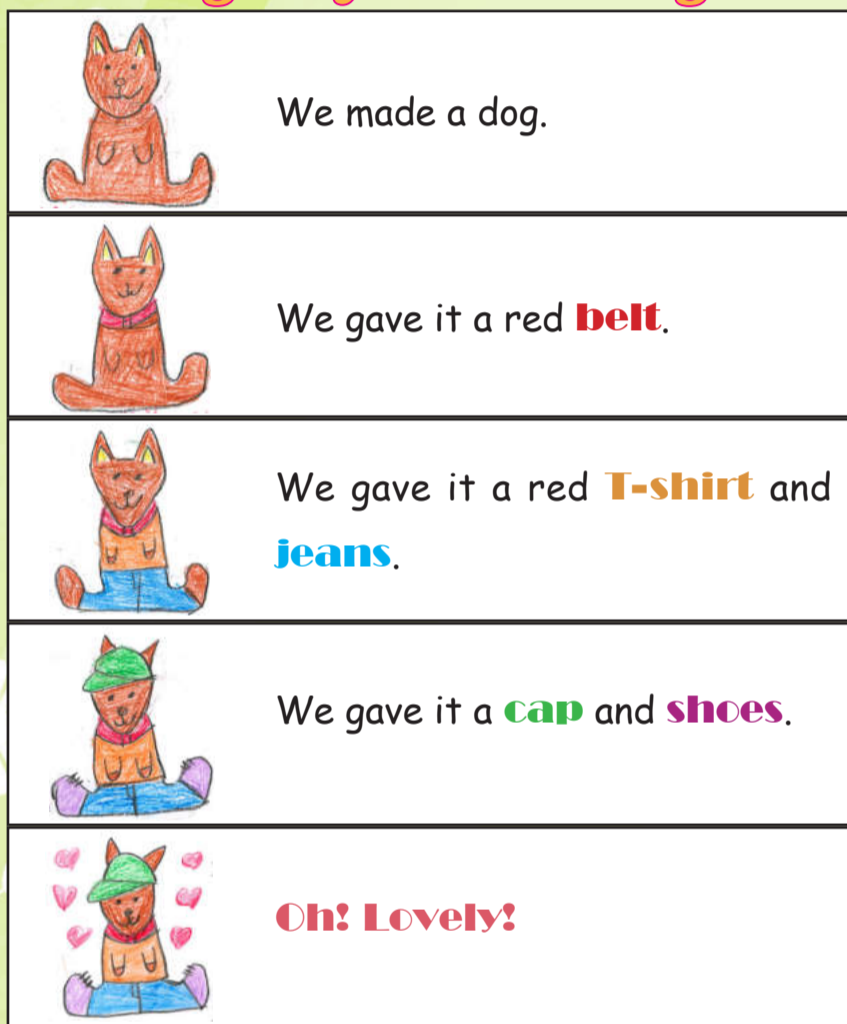 We made a dog.
We gave it a red belt.
We gave it a red T-shirt and
jeans.
We gave it a cap and shoes.
Oh! Lovely!